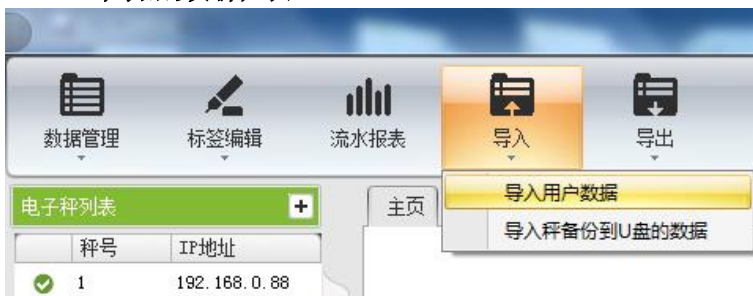 数据管理
标签编辑
流水报表
导入
导出
导入用户数据
导入秤备份到U盘的数据
电子秤列表
主页
秤号 IP地址
1 192.168.0.88